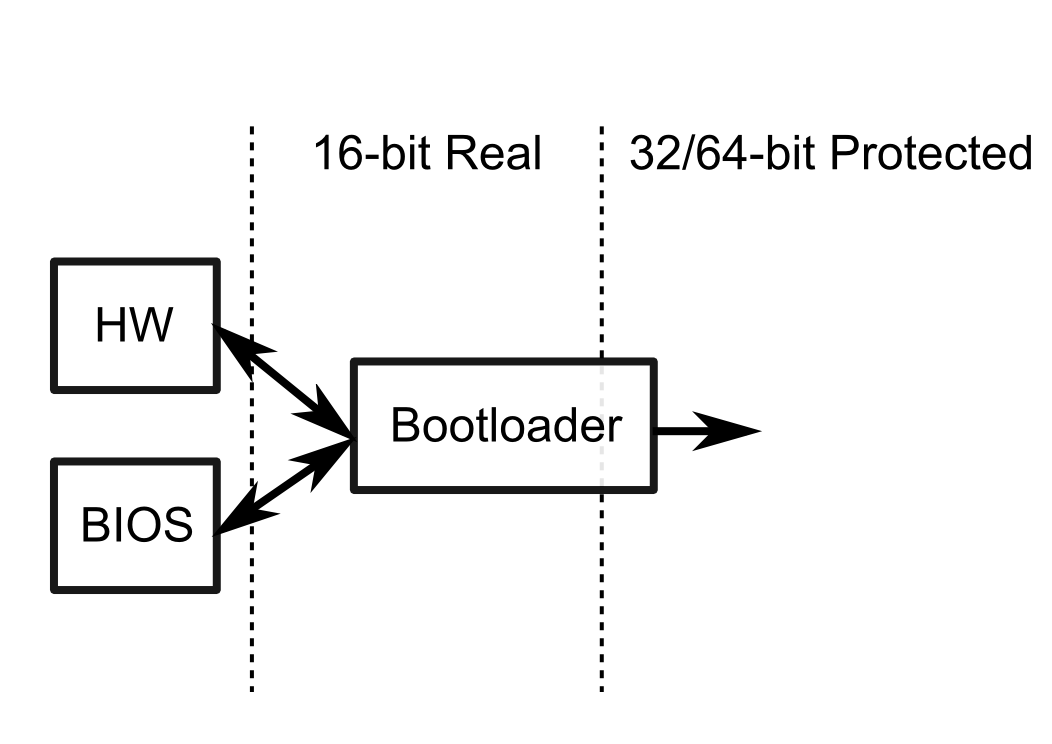 16-bit Real
32/64-bit Protected
HW
Bootloader
BIOS